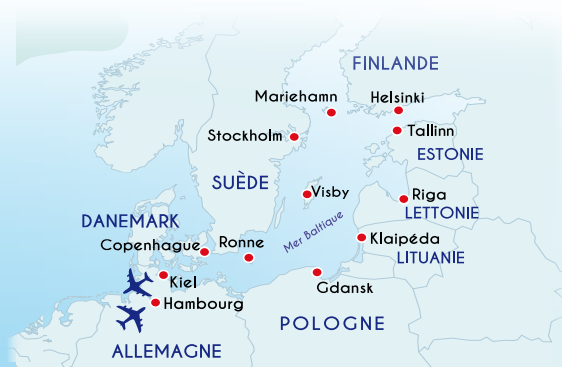 FINLANDE
Mariehamn
Helsinki
Stockholm
Tallinn
ESTONIE
SUÈDE
Visby
Riga
LETTONIE
DANEMARK
Mer Baltique
Copenhague
Ronne
Klaipéda
LITUANIE
Kiel
Gdansk
Hambourg
POLOGNE
ALLEMAGNE